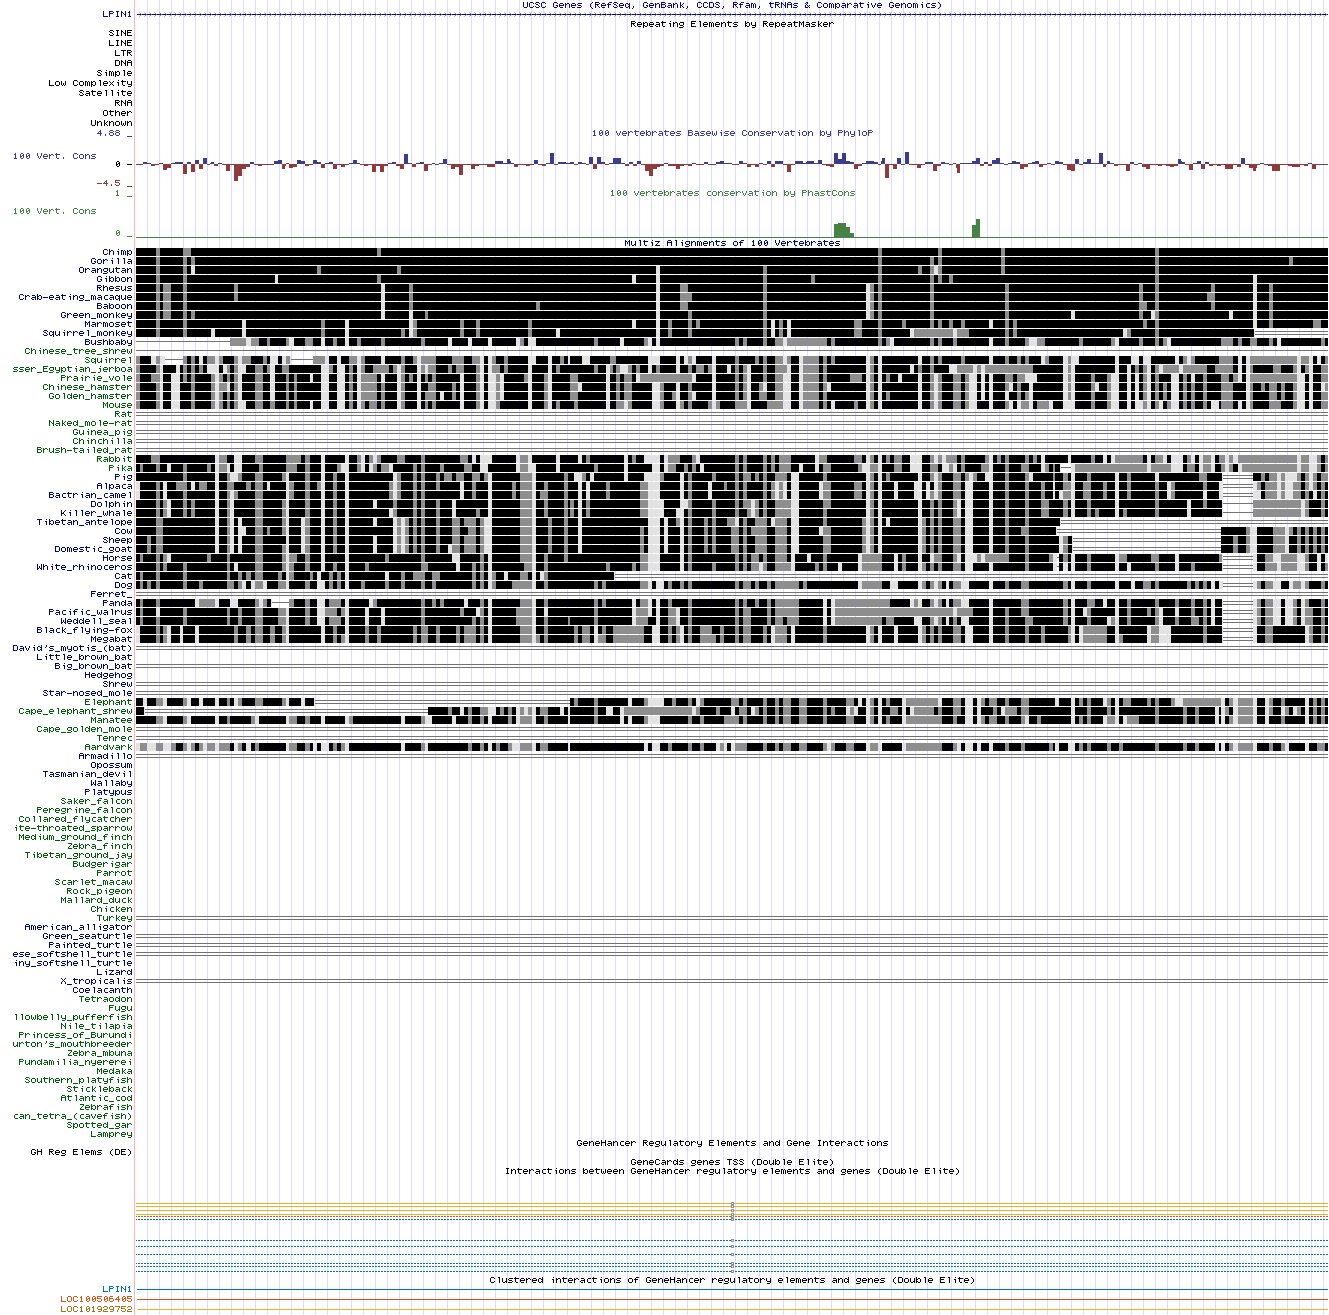 UCSC Genes (RefSeq, GenBank, CCDS, Rfam, tRNAs & Comparative Genomics)
LPIN1
Repeating Elements by RepeatMasker
SINE
LINE
LTR
DNA
Simple
Low Complexity
Satellite
RNA
Other
Unknown
4.88 _
100 vertebrates Basewise Conservation by PhyloP
100 Vert. Cons
0 -
-4.5 _
100 vertebrates conservation by PhastCons
1 _
100 Vert. Cons
0 _
Multiz Alignments of 100 Vertebrates
Chimp
Gorilla
Orangutan
Gibbon
Rhesus
Crab-eating_macaque
Baboon
Green_monkey
Marmoset
Squirrel_monkey
Bushbaby
Chinese_tree_shrew
Squirrel
sser_Egyptian_jerboa
Prairie_vole
Chinese_hamster
Golden_hamster
Mouse
Rat
Naked_mole-rat
Guinea_pig
Chinchilla
Brush-tailed_rat
Rabbit
Pika
Pig
Alpaca
Bactrian_camel
Dolphin
Killer_whale
Tibetan_antelope
Cow
Sheep
Domestic_goat
Horse
White_rhinoceros
Cat
Dog
Ferret_
Panda
Pacific_walrus
Weddell_seal
Black_flying-fox
Megabat
David's_myotis_(bat)
Little_brown_bat
Big_brown_bat
Hedgehog
Shrew
Star-nosed_mole
Elephant
Cape_elephant_shrew
Manatee
Cape_golden_mole
Tenrec
Aardvark
Armadillo
Opossum
Tasmanian_devil
Wallaby
Platypus
Saker_falcon
Peregrine_falcon
Collared_flycatcher
ite-throated_sparrow
Medium_ground_finch
Zebra_finch
Tibetan_ground_jay
Budgerigar
Parrot
Scarlet_macaw
Rock_pigeon
Mallard_duck
Chicken
Turkey
American_alligator
Green_seaturtle
Painted_turtle
ese_softshell_turtle
iny_softshell_turtle
Lizard
X_tropicalis
Coelacanth
Tetraodon
Fugu
llowbelly_pufferfish
Nile_tilapia
Princess_of_Burundi
urton's_mouthbreeder
Zebra_mbuna
Pundamilia_nyererei
Medaka
Southern_platyfish
Stickleback
Atlantic_cod
Zebrafish
can_tetra_(cavefish)
Spotted_gar
Lamprey
GeneHancer Regulatory Elements and Gene Interactions
GH Reg Elems (DE)
GeneCards genes TSS (Double Elite)
Interactions between GeneHancer regulatory elements and genes (Double Elite)
Clustered interactions of GeneHancer regulatory elements and genes (Double Elite)
LPIN1
LOC100506405
LOC101929752